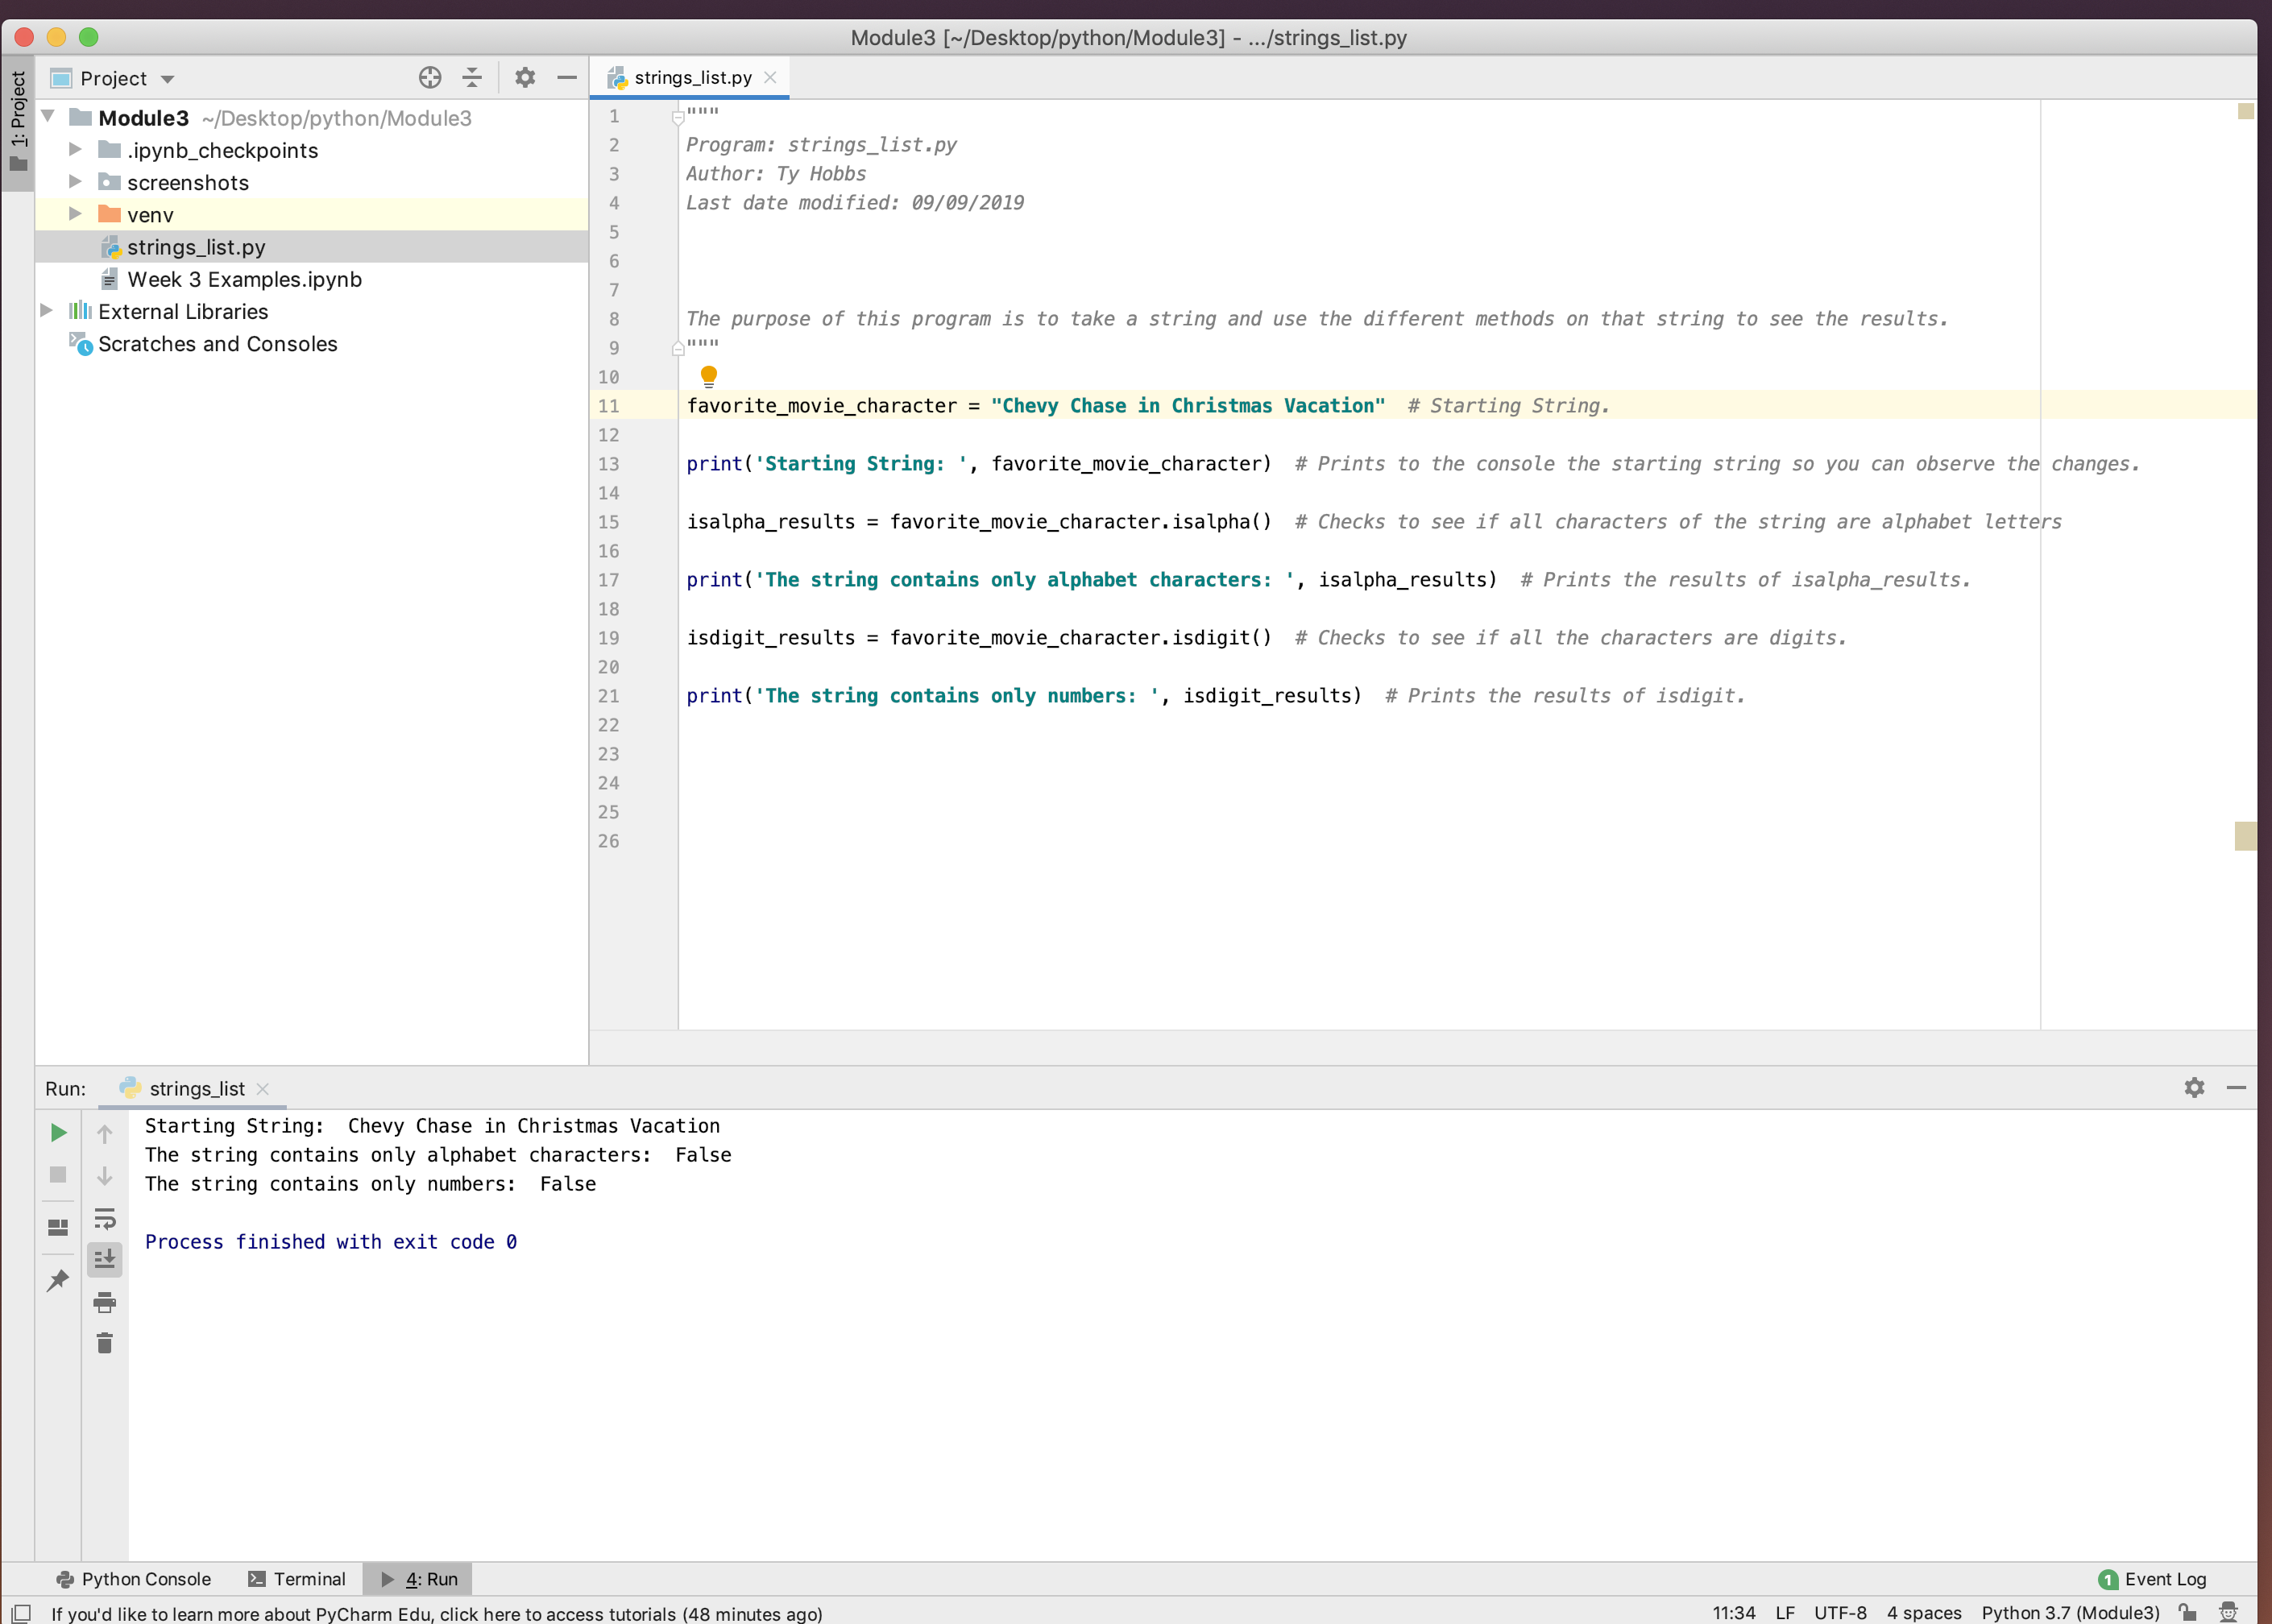 Module3 [~/Desktop/python/Module3] - .../strings_list.py
1: Project
Project
strings_list.py
Module3 ~/Desktop/python/Module3
.ipynb_checkpoints
screenshots
venv
strings_list.py
Week 3 Examples.ipynb
External Libraries
Scratches and Consoles
1 """
2 Program: strings_list.py
3 Author: Ty Hobbs
4 Last date modified: 09/09/2019
5
6
7
8 The purpose of this program is to take a string and use the different methods on that string to see the results.
9 """
10
11 favorite_movie_character = "Chevy Chase in Christmas Vacation"  # Starting String.
12
13 print('Starting String: ', favorite_movie_character)  # Prints to the console the starting string so you can observe the changes.
14
15 isalpha_results = favorite_movie_character.isalpha()  # Checks to see if all characters of the string are alphabet letters
16
17 print('The string contains only alphabet characters: ', isalpha_results)  # Prints the results of isalpha_results.
18
19 isdigit_results = favorite_movie_character.isdigit()  # Checks to see if all the characters are digits.
20
21 print('The string contains only numbers: ', isdigit_results)  # Prints the results of isdigit.
22
23
24
25
26
Run: strings_list
Starting String:  Chevy Chase in Christmas Vacation
The string contains only alphabet characters:  False
The string contains only numbers:  False
Process finished with exit code 0
Python Console Terminal 4: Run 1 Event Log
If you'd like to learn more about PyCharm Edu, click here to access tutorials (48 minutes ago) 11:34 LF UTF-8 4 spaces Python 3.7 (Module3)